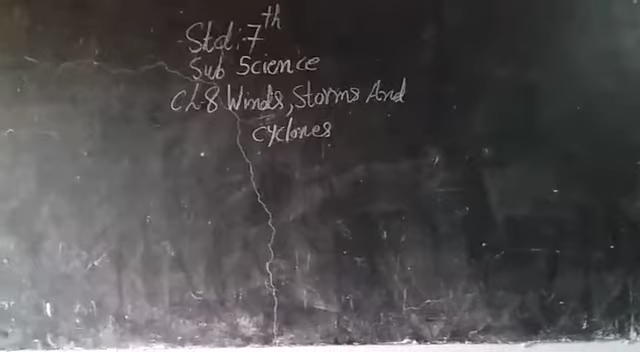 Std: 7th
Sub Science
Ch-8 Winds, Storms And
cyclones